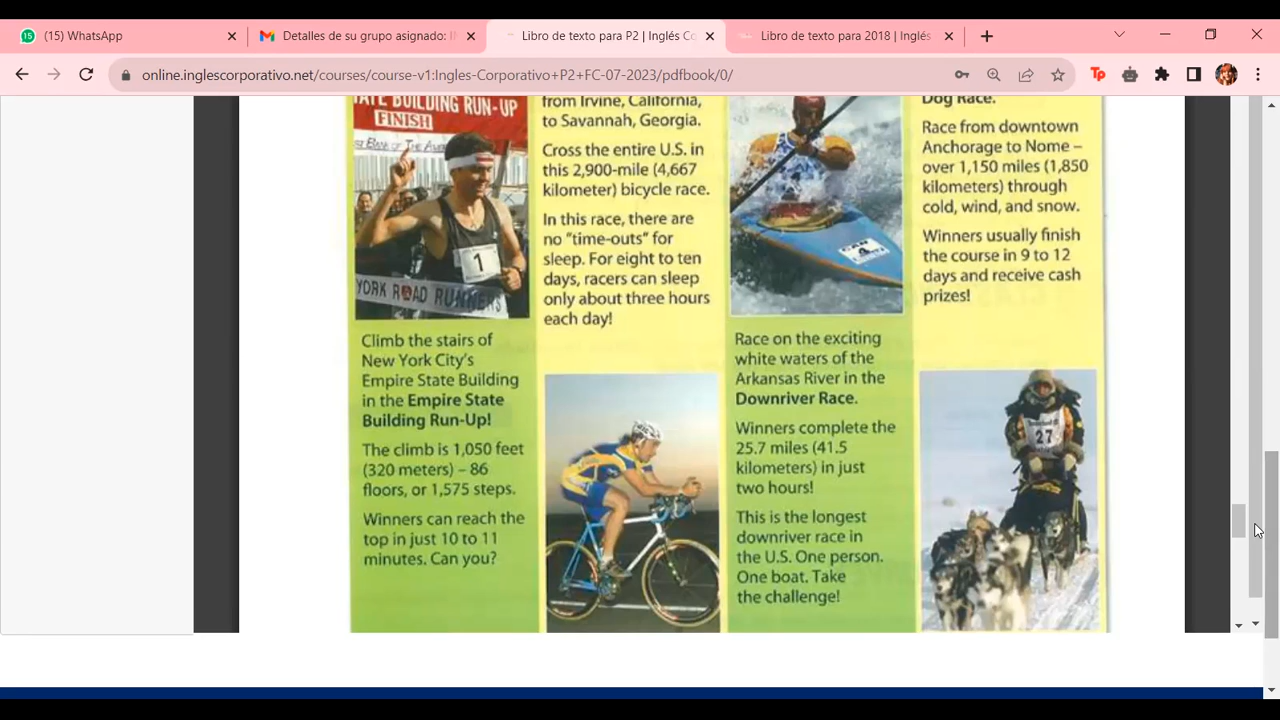 (15) WhatsApp
Detalles de su grupo asignado: I
Libro de texto para P2 | Inglés Co
Libro de texto para 2018 | Inglés
online.inglescorporativo.net/courses/course-v1:Ingles-Corporativo+P2+FC-07-2023/pdfbook/0/
ATE BUILDING RUN-UP
FINISH
1
YORK ROAD RUNNERS
Climb the stairs of
New York City's
Empire State Building
in the Empire State
Building Run-Up!
The climb is 1,050 feet
(320 meters) – 86
floors, or 1,575 steps.
Winners can reach the
top in just 10 to 11
minutes. Can you?
from Irvine, California,
to Savannah, Georgia.
Cross the entire U.S. in
this 2,900-mile (4,667
kilometer) bicycle race.
In this race, there are
no "time-outs" for
sleep. For eight to ten
days, racers can sleep
only about three hours
each day!
CAN
4
Race on the exciting
white waters of the
Arkansas River in the
Downriver Race.
Winners complete the
25.7 miles (41.5
kilometers) in just
two hours!
This is the longest
downriver race in
the U.S. One person.
One boat. Take
the challenge!
Dog Race.
Race from downtown
Anchorage to Nome –
over 1,150 miles (1,850
kilometers) through
cold, wind, and snow.
Winners usually finish
the course in 9 to 12
days and receive cash
prizes!
27